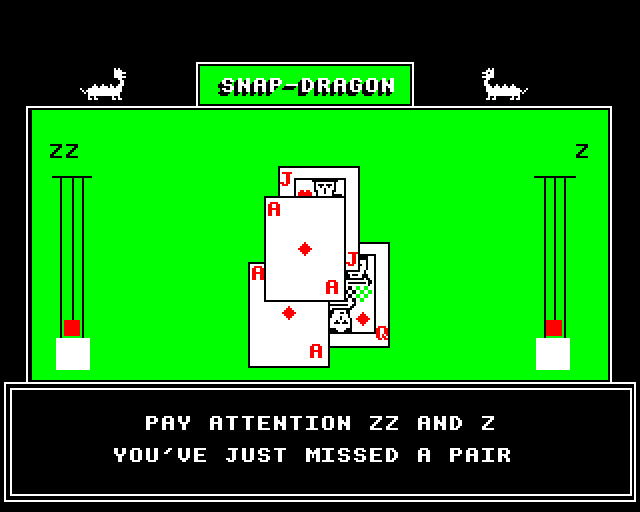 SNAP-DRAGON
ZZ
Z
J
A
A
J
A
Q
A
PAY ATTENTION ZZ AND Z
YOU'VE JUST MISSED A PAIR